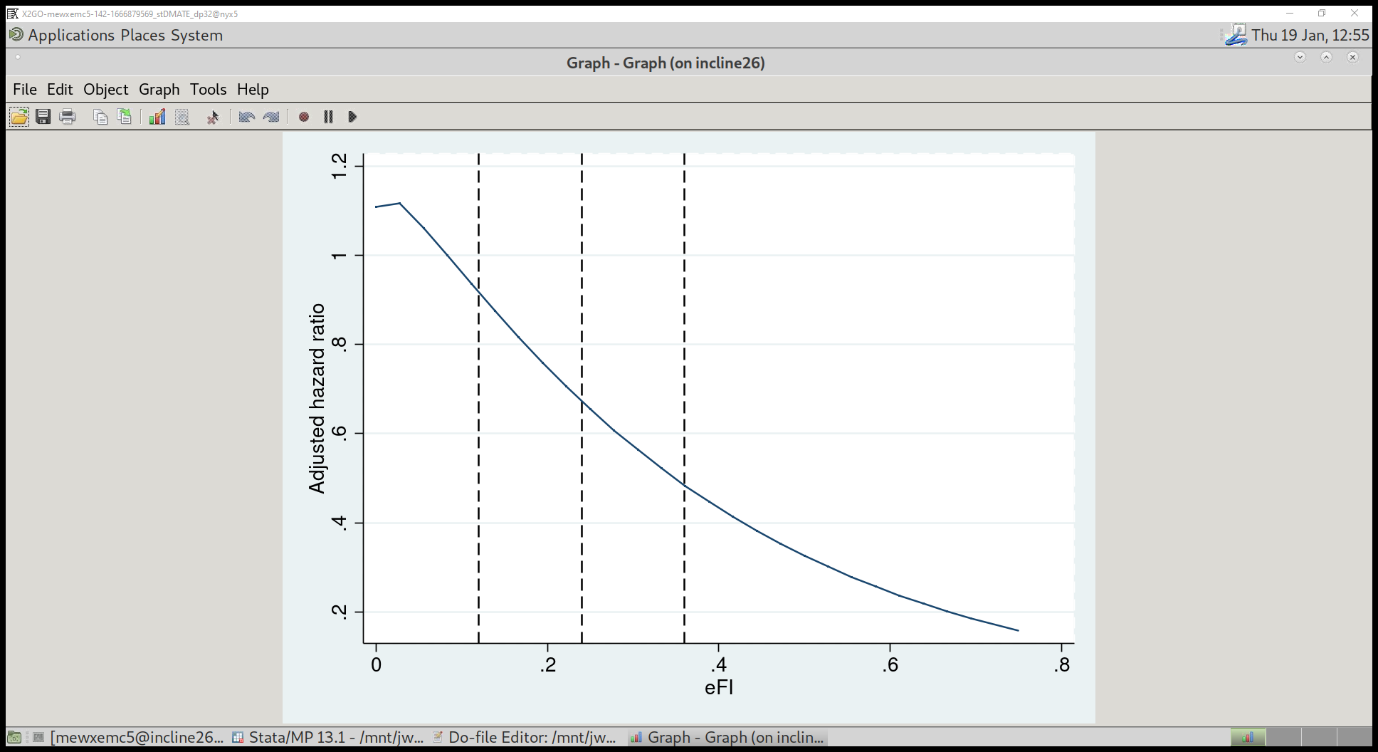 X2GO-mewxemc5-142-1666879569_stDMATE_dp32@nyx5
Applications Places System
Thu 19 Jan, 12:55
Graph - Graph (on incline26)
File Edit Object Graph Tools Help
1.2
1
.8
.6
.4
.2
Adjusted hazard ratio
0 .2 .4 .6 .8
eFI
[mewxemc5@incline26... Stata/MP 13.1 - /mnt/jw... Do-file Editor: /mnt/jw... Graph - Graph (on inclin...